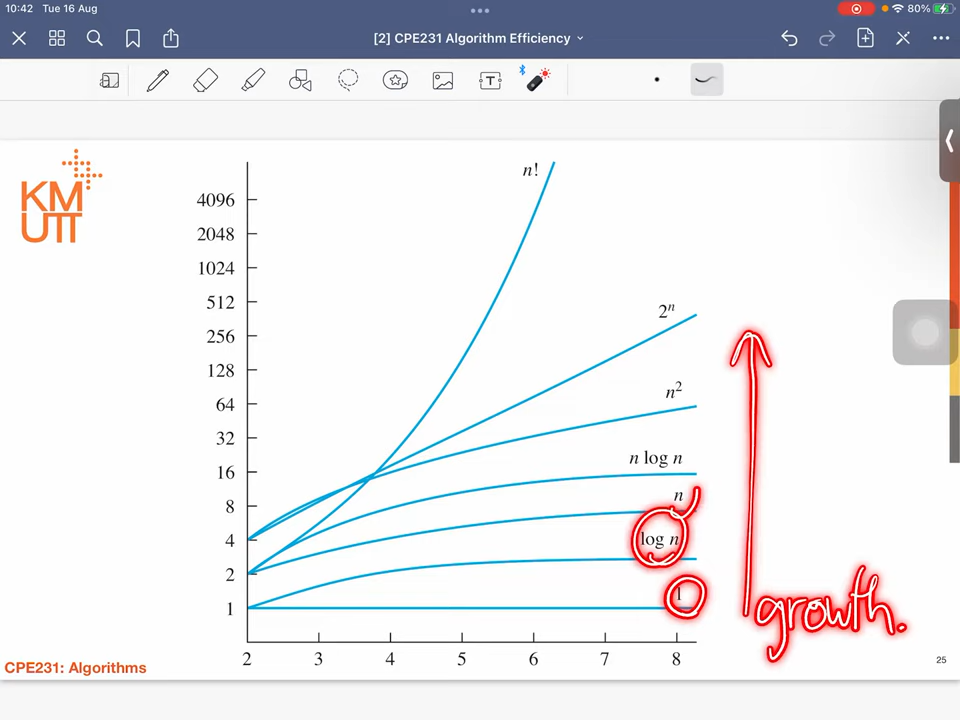 10:42 Tue 16 Aug 80%
[2] CPE231 Algorithm Efficiency
T
KM
UTT
n!
4096
2048
1024
512
2ⁿ
256
128
n²
64
32
n log n
16
n
8
log n
4
2
1
1
growth.
2 3 4 5 6 7 8
CPE231: Algorithms
25